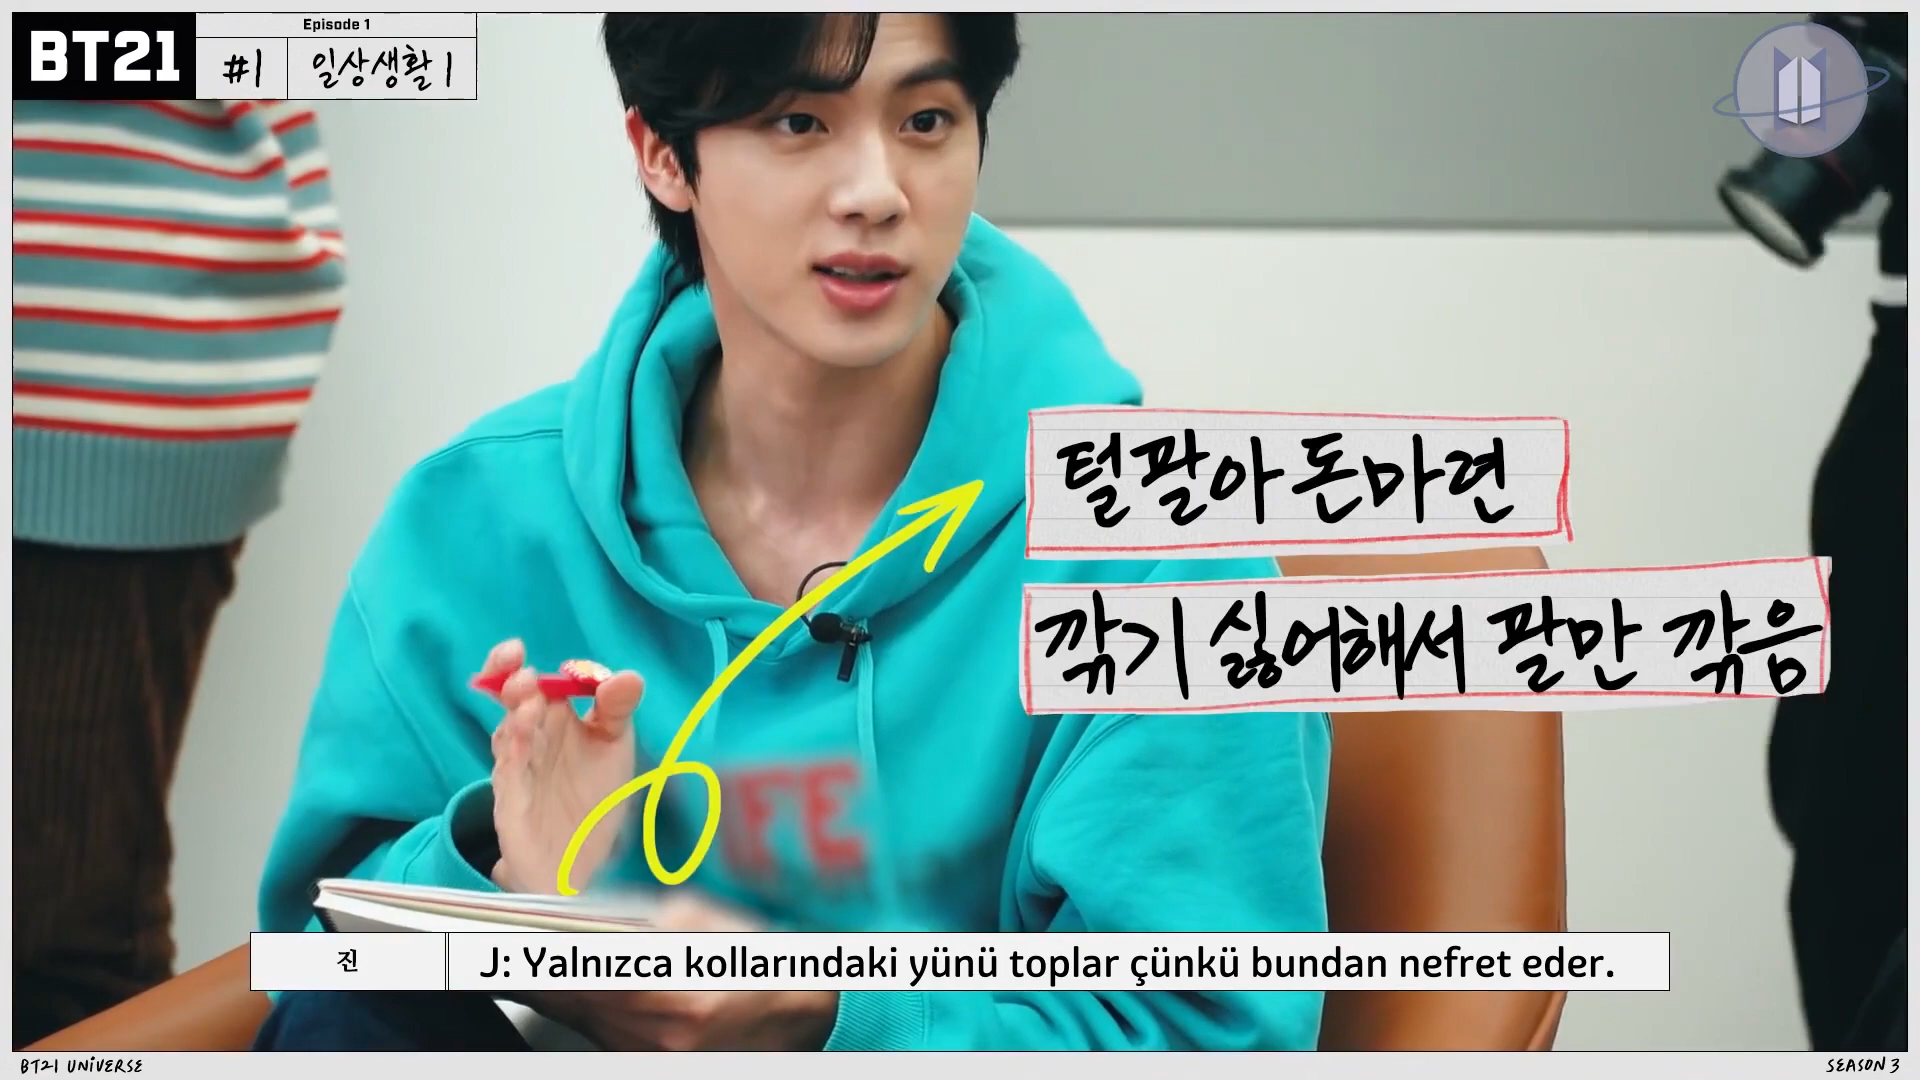 BT21
Episode 1
#1
일상생활 1
털 팔아 돈 마련
깎기 싫어해서 팔만 깎음
IFE
진
J: Yalnızca kollarındaki yünü toplar çünkü bundan nefret eder.
BT21 UNIVERSE
SEASON 3